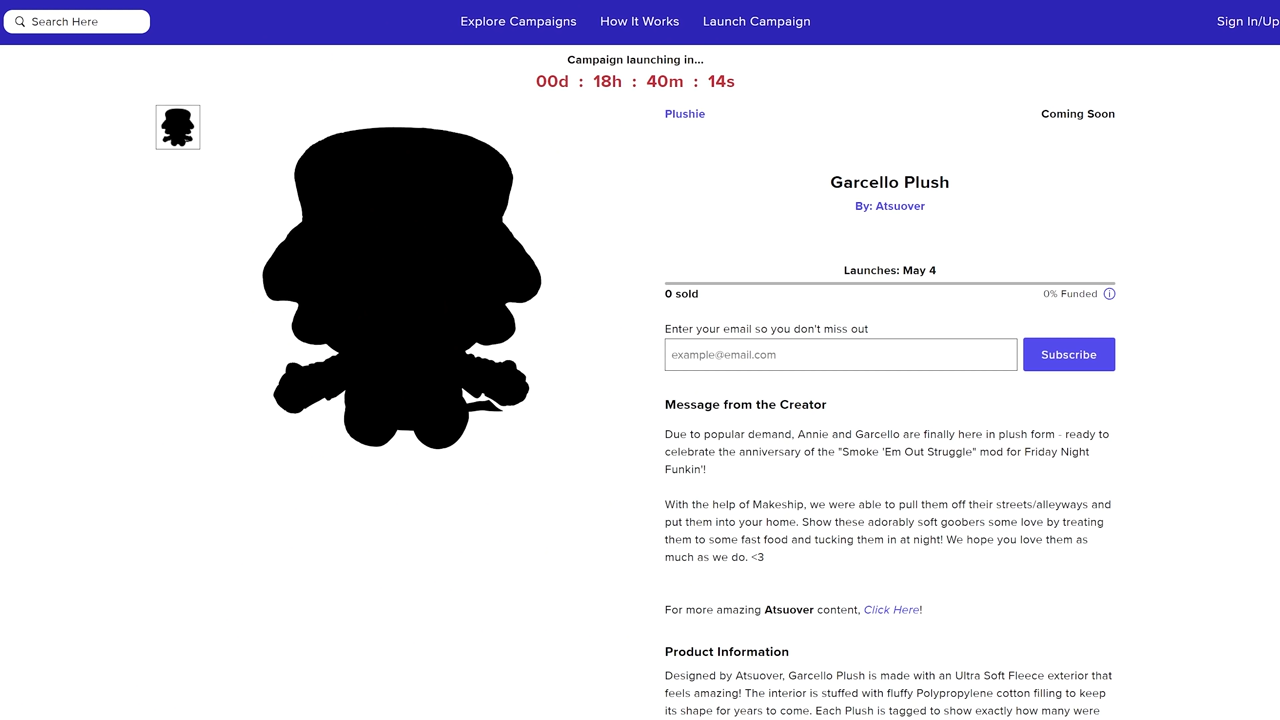 Search Here
Explore Campaigns
How It Works
Launch Campaign
Sign In/Up
Campaign launching in...
00d : 18h : 40m : 14s
Plushie
Coming Soon
Garcello Plush
By: Atsuover
Launches: May 4
0 sold
0% Funded
Enter your email so you don't miss out
example@email.com
Subscribe
Message from the Creator
Due to popular demand, Annie and Garcello are finally here in plush form - ready to
celebrate the anniversary of the "Smoke 'Em Out Struggle" mod for Friday Night
Funkin'!
With the help of Makeship, we were able to pull them off their streets/alleyways and
put them into your home. Show these adorably soft goobers some love by treating
them to some fast food and tucking them in at night! We hope you love them as
much as we do. <3
For more amazing Atsuover content, Click Here!
Product Information
Designed by Atsuover, Garcello Plush is made with an Ultra Soft Fleece exterior that
feels amazing! The interior is stuffed with fluffy Polypropylene cotton filling to keep
its shape for years to come. Each Plush is tagged to show exactly how many were